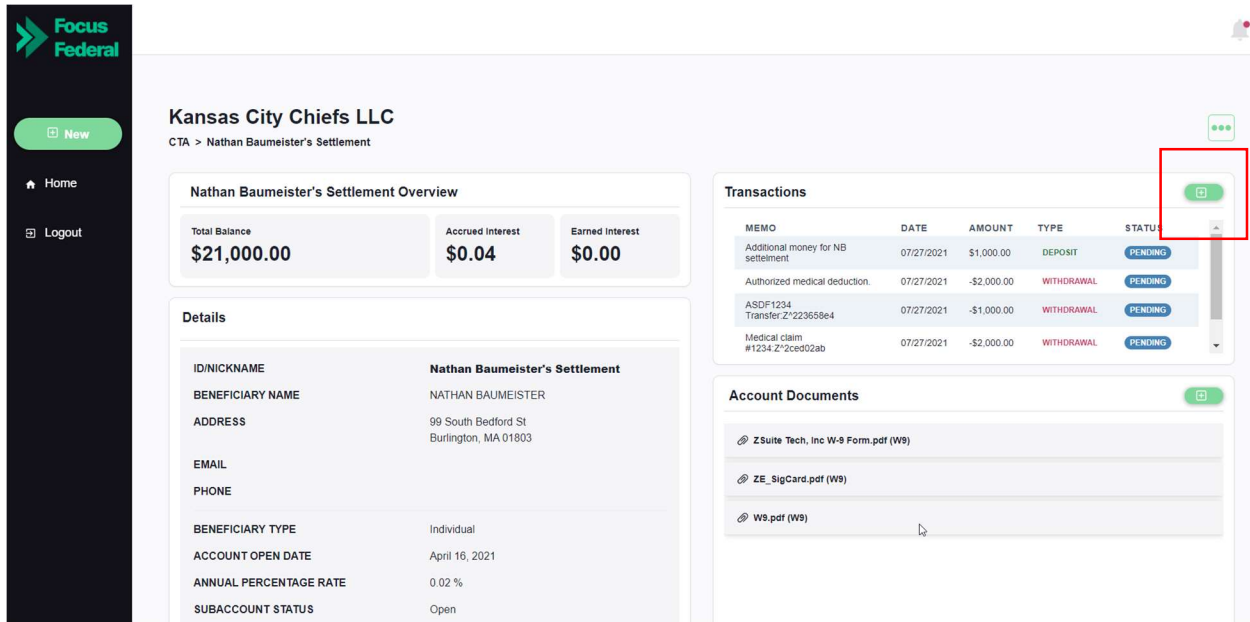 Focus
Federal
New
Home
Logout
Kansas City Chiefs LLC
CTA > Nathan Baumeister's Settlement
Nathan Baumeister's Settlement Overview
Total Balance
$21,000.00
Accrued Interest
$0.04
Earned Interest
$0.00
Details
ID/NICKNAME Nathan Baumeister's Settlement
BENEFICIARY NAME NATHAN BAUMEISTER
ADDRESS 99 South Bedford St
Burlington, MA 01803
EMAIL
PHONE
BENEFICIARY TYPE Individual
ACCOUNT OPEN DATE April 16, 2021
ANNUAL PERCENTAGE RATE 0.02 %
SUBACCOUNT STATUS Open
Transactions
MEMO DATE AMOUNT TYPE STATUS
Additional money for NB
settelment 07/27/2021 $1,000.00 DEPOSIT PENDING
Authorized medical deduction. 07/27/2021 -$2,000.00 WITHDRAWAL PENDING
ASDF1234
Transfer:Z^223658e4 07/27/2021 -$1,000.00 WITHDRAWAL PENDING
Medical claim
#1234:Z^2ced02ab 07/27/2021 -$2,000.00 WITHDRAWAL PENDING
Account Documents
ZSuite Tech, Inc W-9 Form.pdf (W9)
ZE_SigCard.pdf (W9)
W9.pdf (W9)